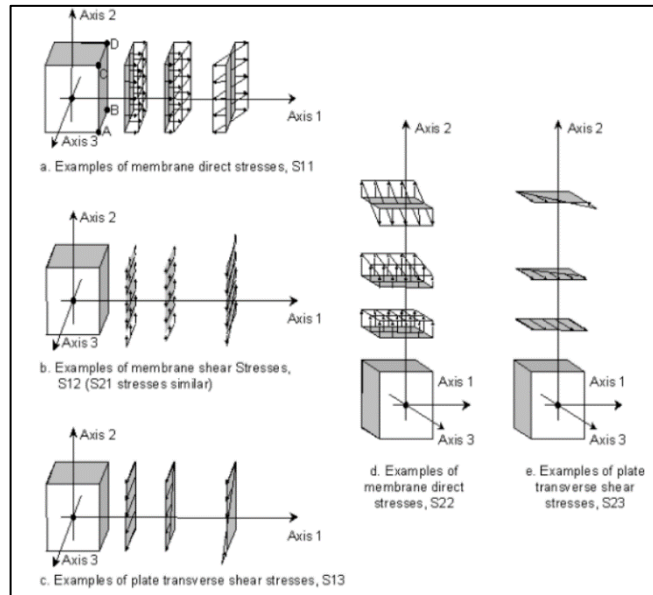 Axis 2
D
C
B
A
Axis 1
Axis 3
a. Examples of membrane direct stresses, S11
Axis 2
Axis 1
Axis 3
b. Examples of membrane shear Stresses,
S12 (S21 stresses similar)
Axis 2
Axis 1
Axis 3
c. Examples of plate transverse shear stresses, S13
Axis 2
Axis 1
Axis 3
d. Examples of
membrane direct
stresses, S22
Axis 2
Axis 1
Axis 3
e. Examples of plate
transverse shear
stresses, S23